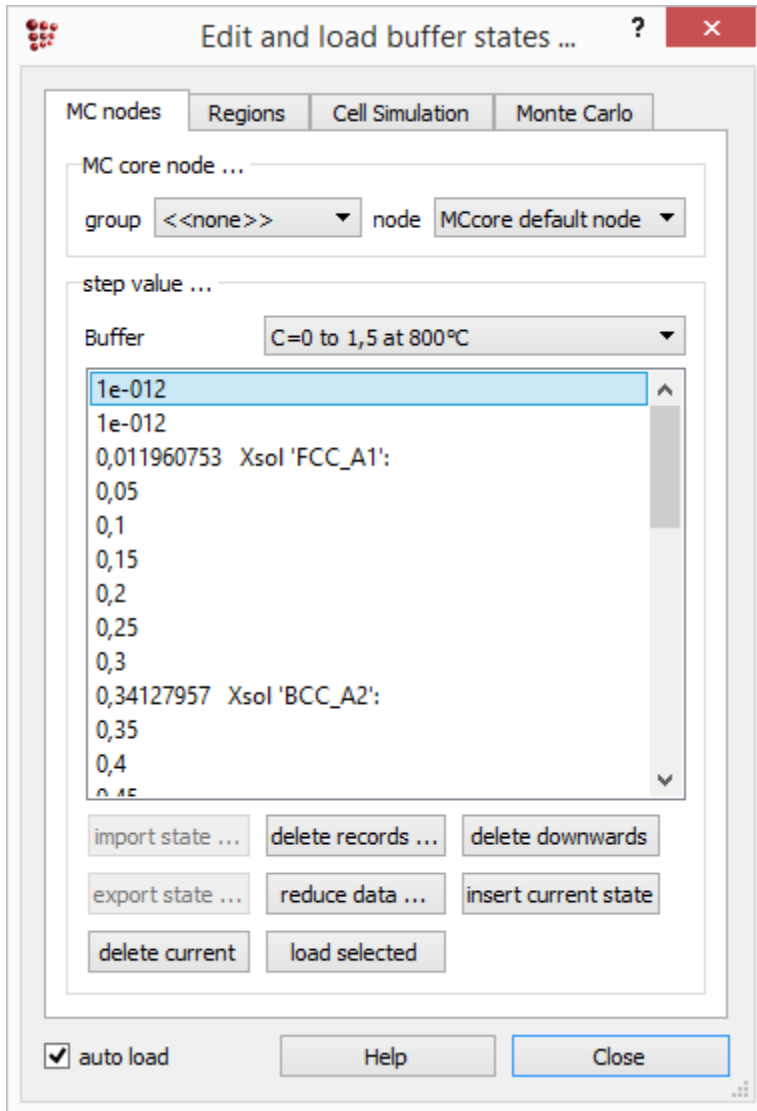 Edit and load buffer states ... ? ×
MC nodes Regions Cell Simulation Monte Carlo
MC core node ...
group <<none>> node MCcore default node
step value ...
Buffer C=0 to 1,5 at 800°C
1e-012
1e-012
0,011960753 Xsol 'FCC_A1':
0,05
0,1
0,15
0,2
0,25
0,3
0,34127957 Xsol 'BCC_A2':
0,35
0,4
0,45
import state ... delete records ... delete downwards
export state ... reduce data ... insert current state
delete current load selected
auto load Help Close